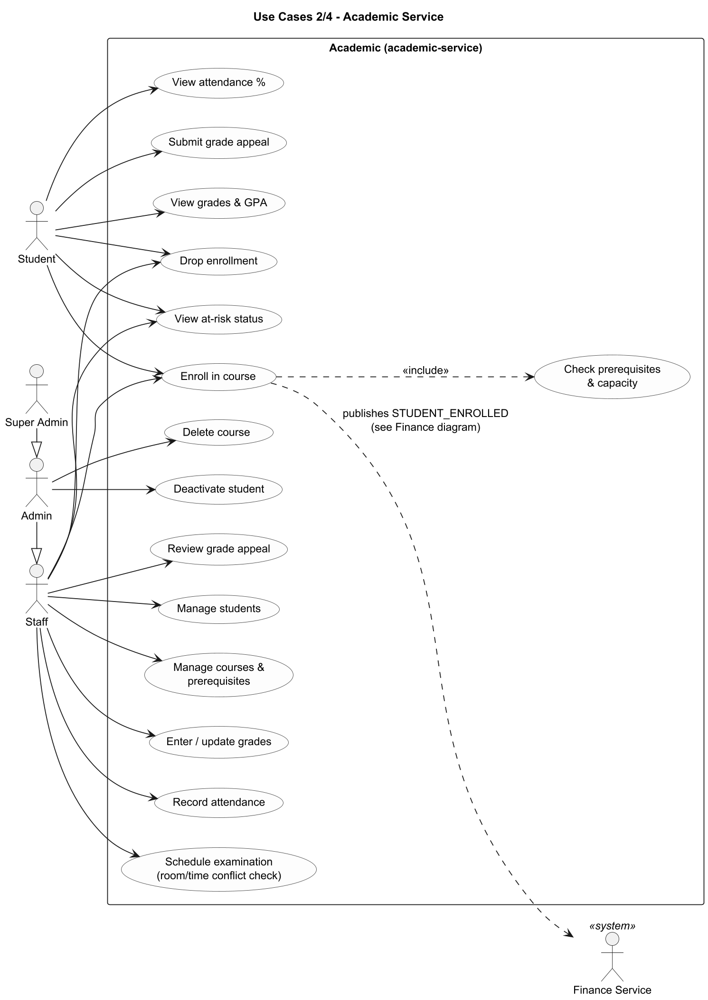 Use Cases 2/4 - Academic Service
Academic (academic-service)
View attendance %
Submit grade appeal
View grades & GPA
Student
Drop enrollment
View at-risk status
Super Admin
Enroll in course
«include»
Check prerequisites
& capacity
publishes STUDENT_ENROLLED
(see Finance diagram)
Delete course
Admin
Deactivate student
Review grade appeal
Staff
Manage students
Manage courses &
prerequisites
Enter / update grades
Record attendance
Schedule examination
(room/time conflict check)
«system»
Finance Service